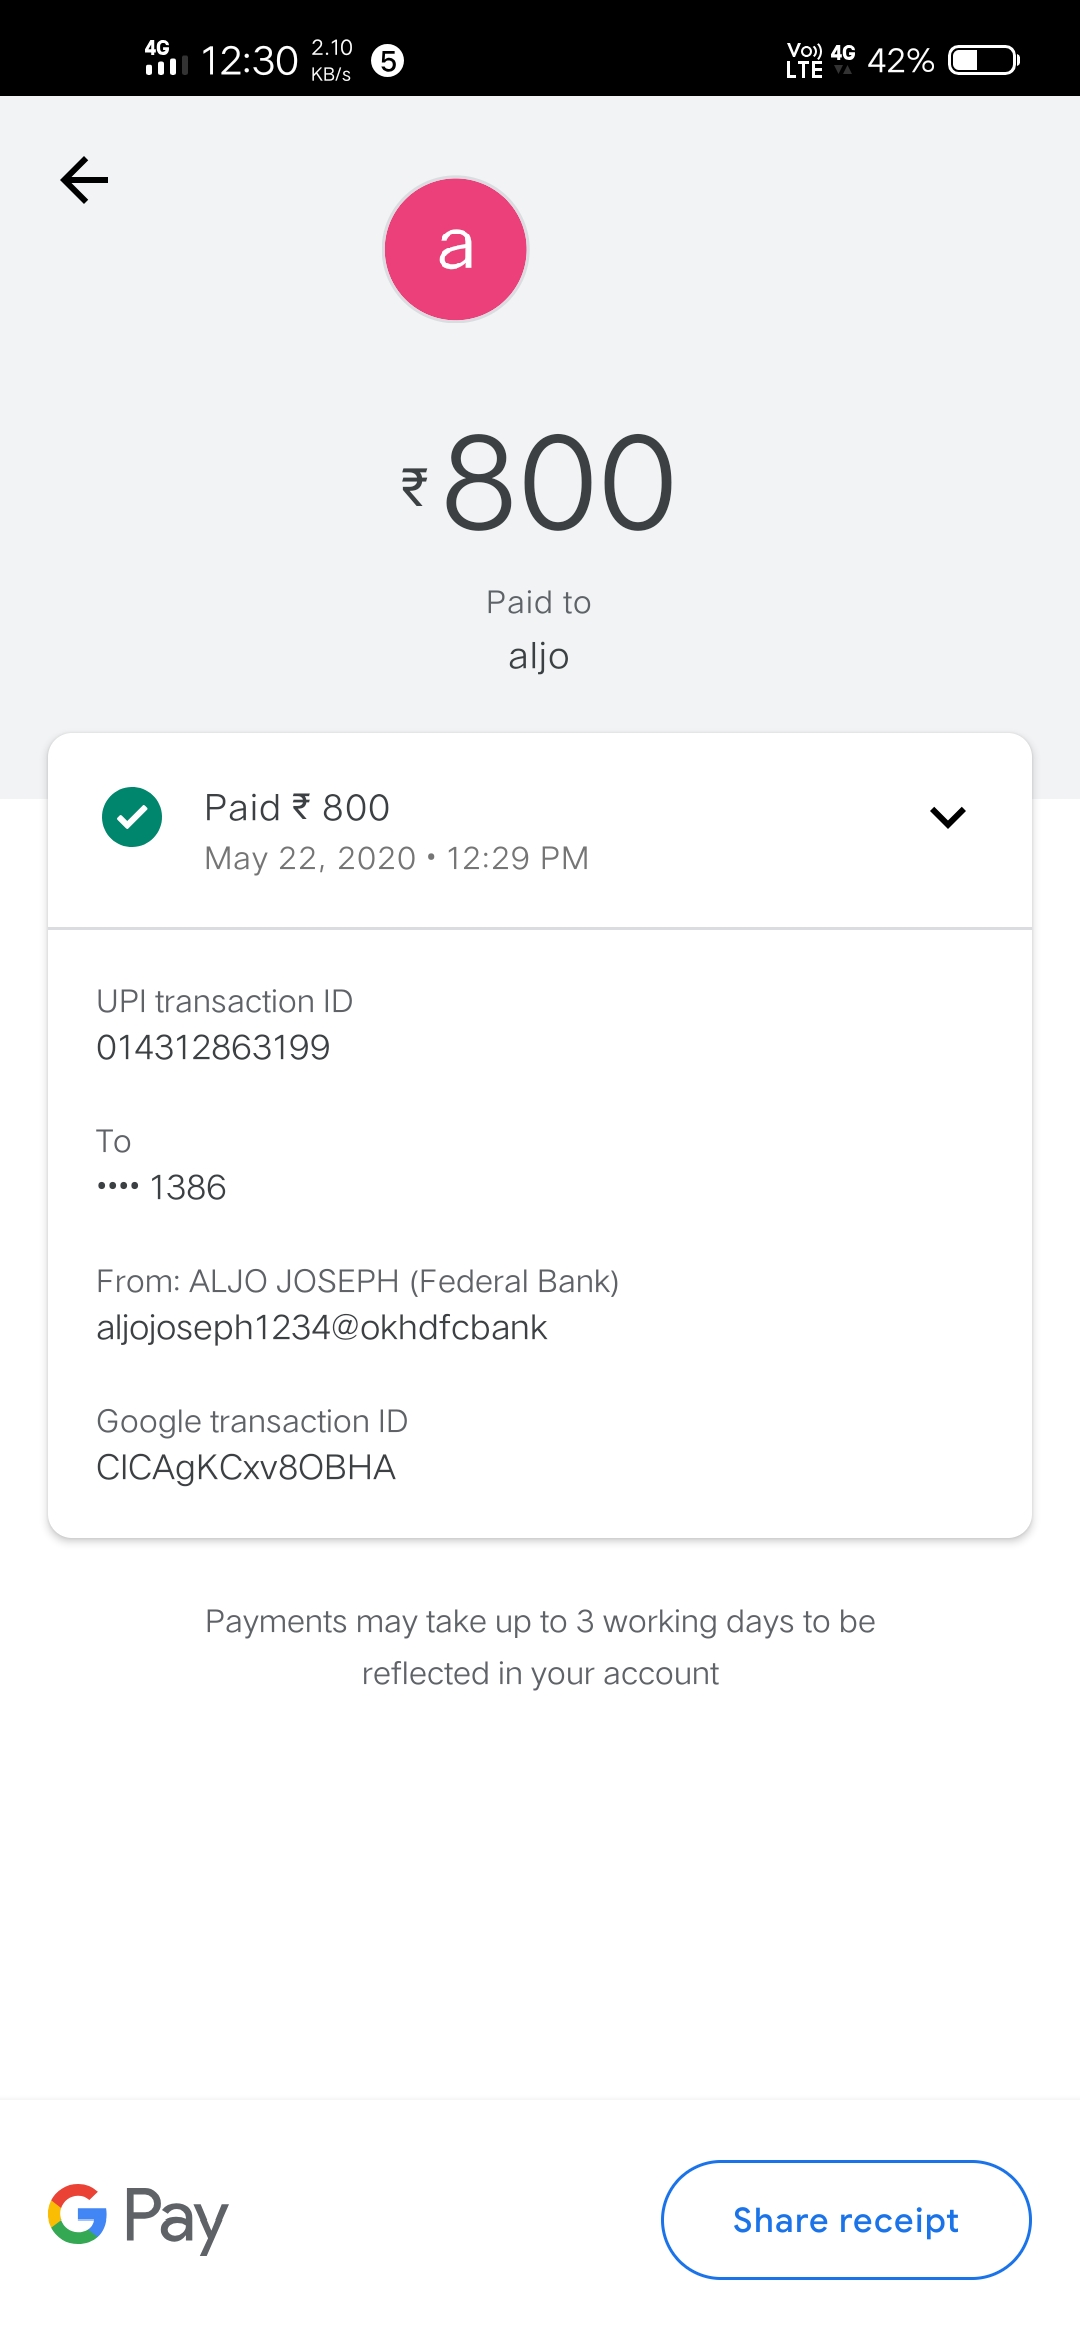 4G 12:30 2.10 KB/s 5 Vo)) LTE 4G 42%
a
₹800
Paid to
aljo
Paid ₹ 800
May 22, 2020 • 12:29 PM
UPI transaction ID
014312863199
To
•••• 1386
From: ALJO JOSEPH (Federal Bank)
aljojoseph1234@okhdfcbank
Google transaction ID
CICAgKCxv8OBHA
Payments may take up to 3 working days to be
reflected in your account
G Pay
Share receipt